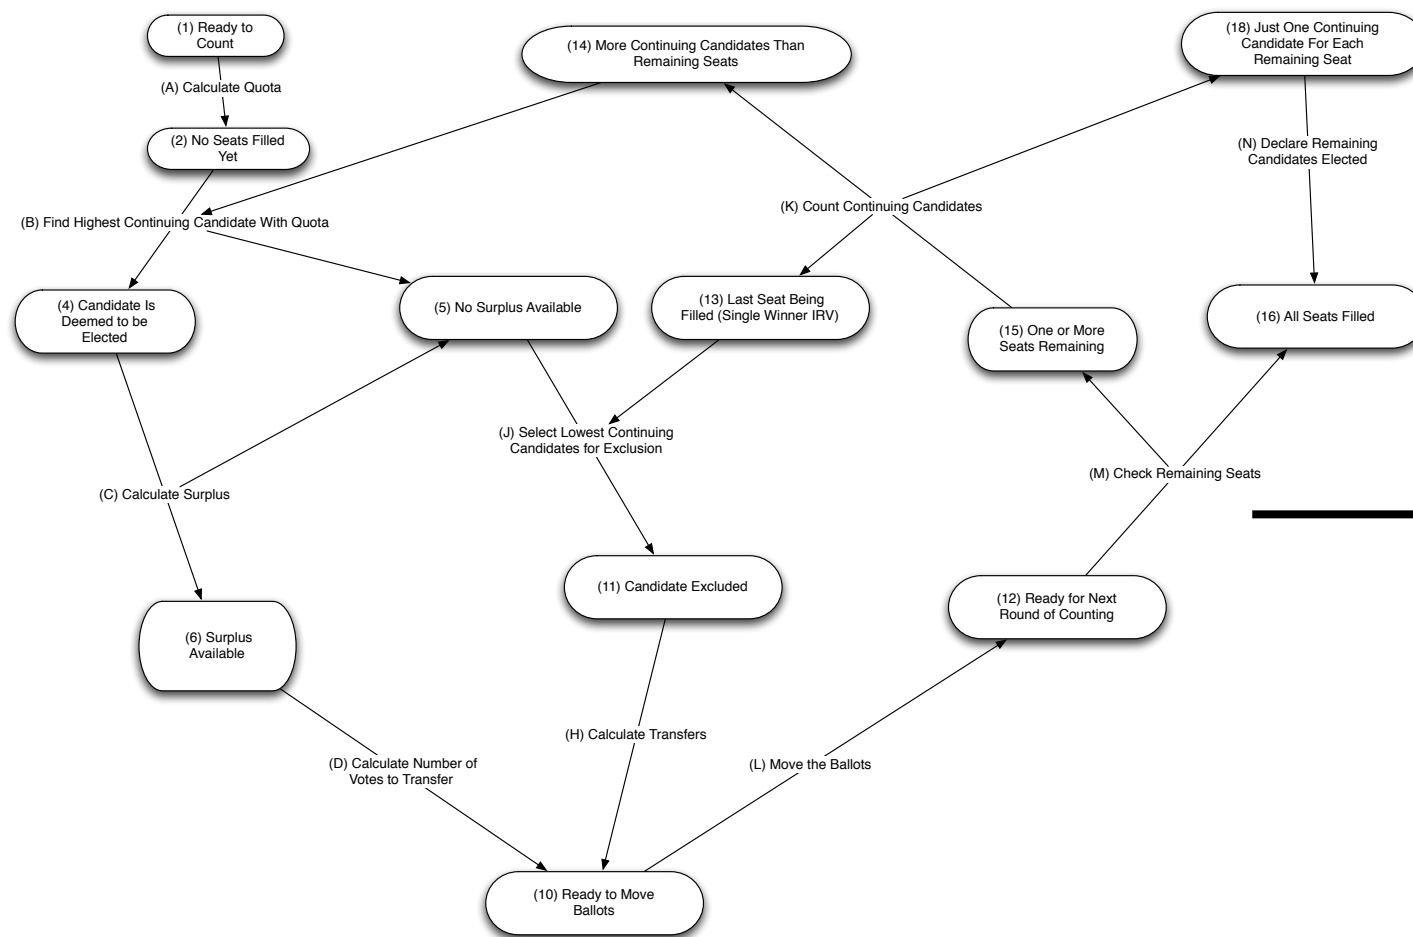 (1) Ready to
Count
(14) More Continuing Candidates Than
Remaining Seats
(18) Just One Continuing
Candidate For Each
Remaining Seat
(A) Calculate Quota
(2) No Seats Filled
Yet
(N) Declare Remaining
Candidates Elected
(K) Count Continuing Candidates
(B) Find Highest Continuing Candidate With Quota
(4) Candidate Is
Deemed to be
Elected
(5) No Surplus Available
(13) Last Seat Being
Filled (Single Winner IRV)
(15) One or More
Seats Remaining
(16) All Seats Filled
(J) Select Lowest Continuing
Candidates for Exclusion
(C) Calculate Surplus
(M) Check Remaining Seats
(11) Candidate Excluded
(12) Ready for Next
Round of Counting
(6) Surplus
Available
(H) Calculate Transfers
(D) Calculate Number of
Votes to Transfer
(L) Move the Ballots
(10) Ready to Move
Ballots